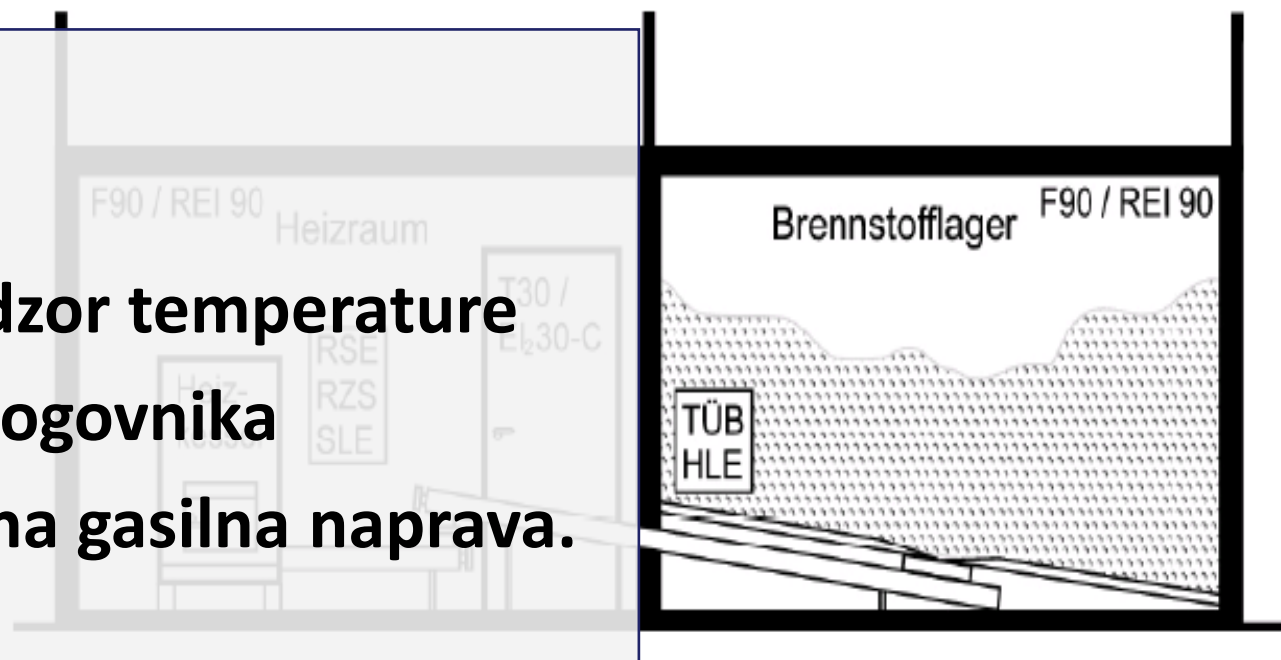 F90 / REI 90
Heizraum
T30 /
EI₂30-C
RSE
RZS
SLE
Heiz-
dzor temperature
ogovnika
na gasilna naprava.
Brennstofflager
F90 / REI 90
TÜB
HLE